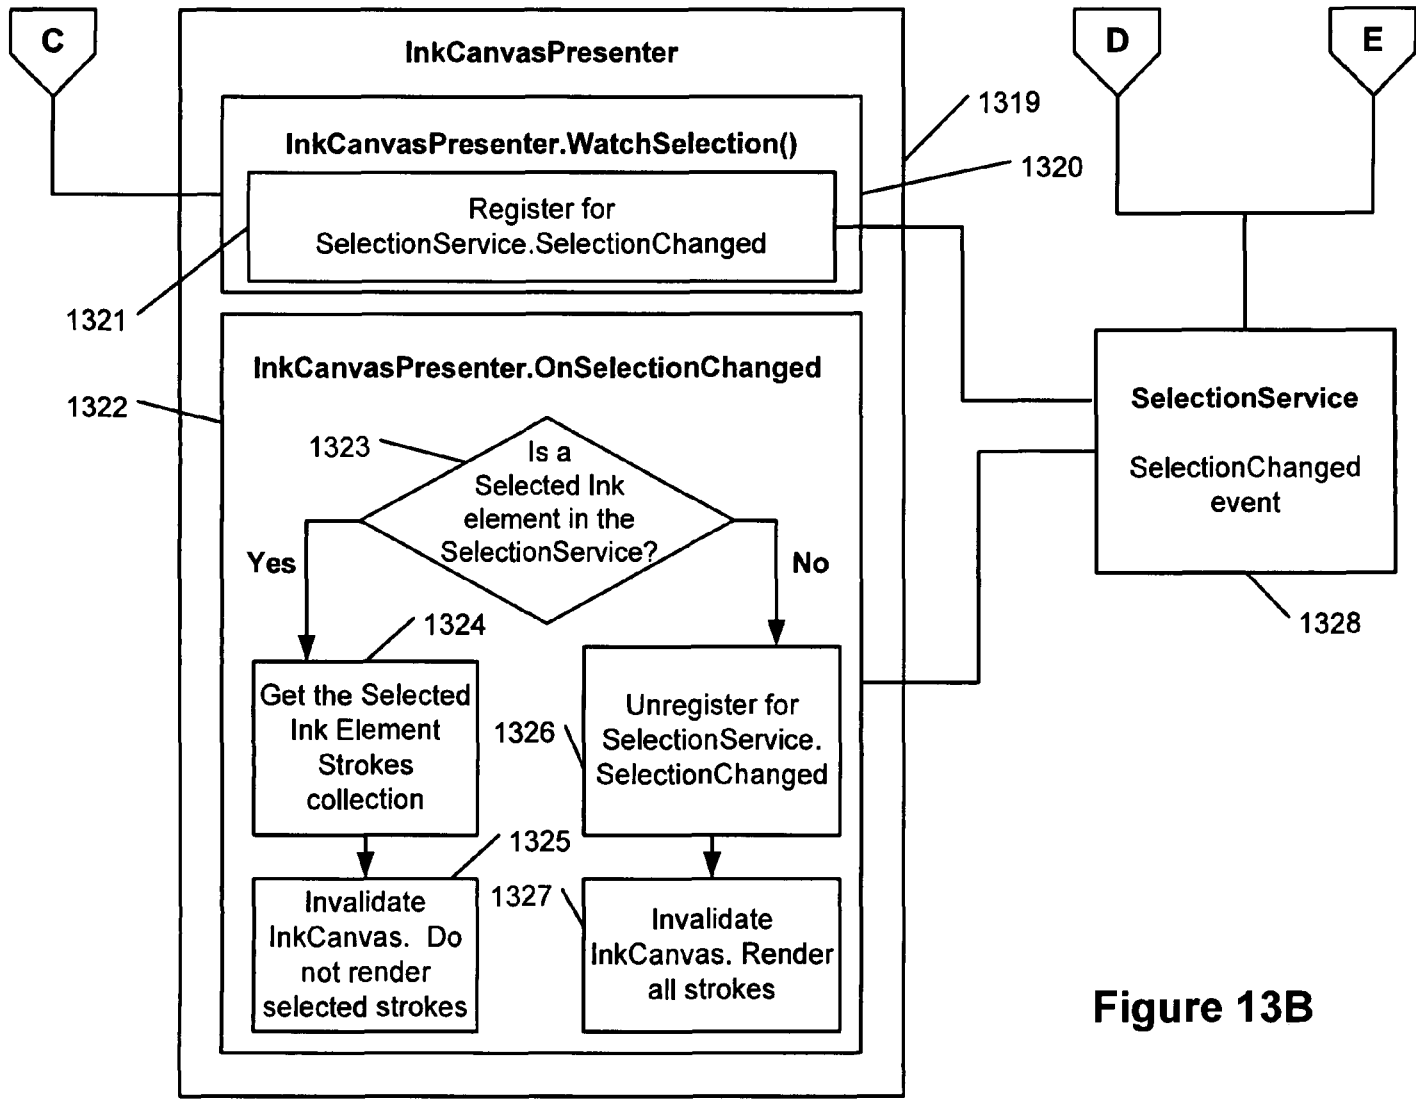 C
InkCanvasPresenter
D
E
1319
InkCanvasPresenter.WatchSelection()
1320
Register for
SelectionService.SelectionChanged
1321
InkCanvasPresenter.OnSelectionChanged
1322
SelectionService
SelectionChanged
event
1323
Is a
Selected Ink
element in the
SelectionService?
Yes
No
1328
1324
Get the Selected
Ink Element
Strokes
collection
1326
Unregister for
SelectionService.
SelectionChanged
1325
Invalidate
InkCanvas. Do
not render
selected strokes
1327
Invalidate
InkCanvas. Render
all strokes
Figure 13B